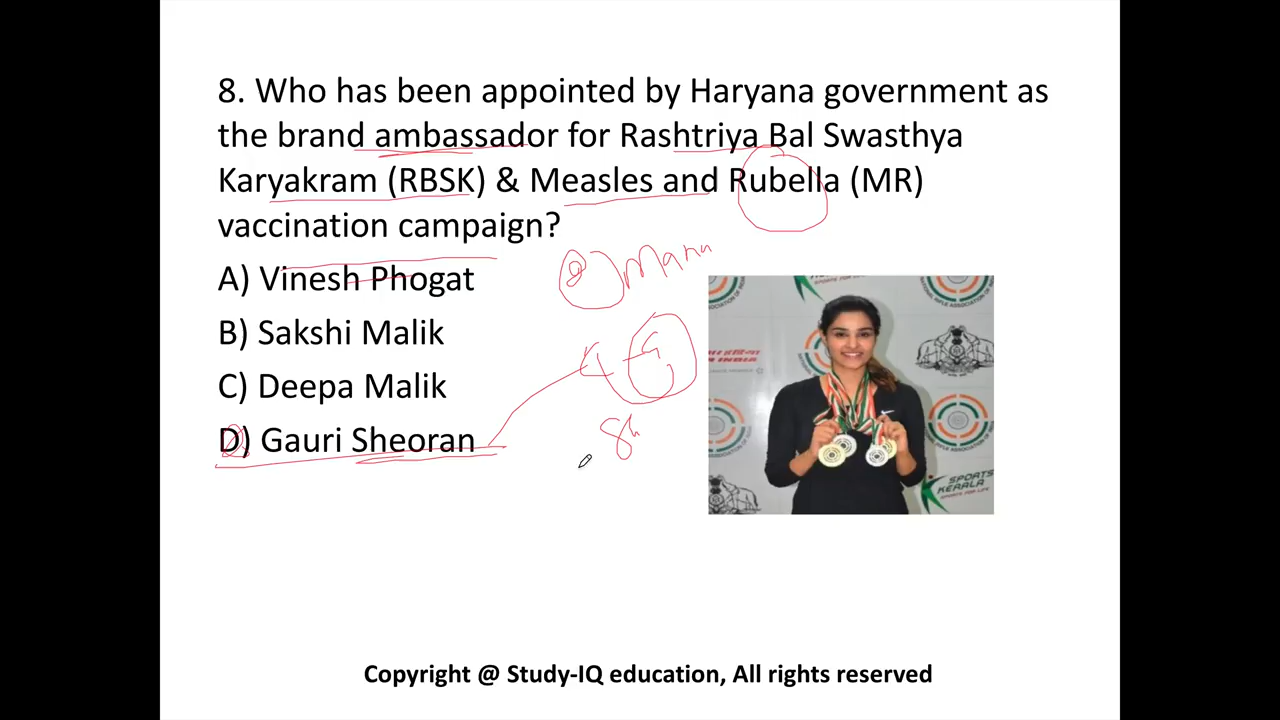 8. Who has been appointed by Haryana government as
the brand ambassador for Rashtriya Bal Swasthya
Karyakram (RBSK) & Measles and Rubella (MR)
vaccination campaign?
A) Vinesh Phogat
B) Sakshi Malik
C) Deepa Malik
D) Gauri Sheoran
SPORTS
KERALA
Copyright @ Study-IQ education, All rights reserved